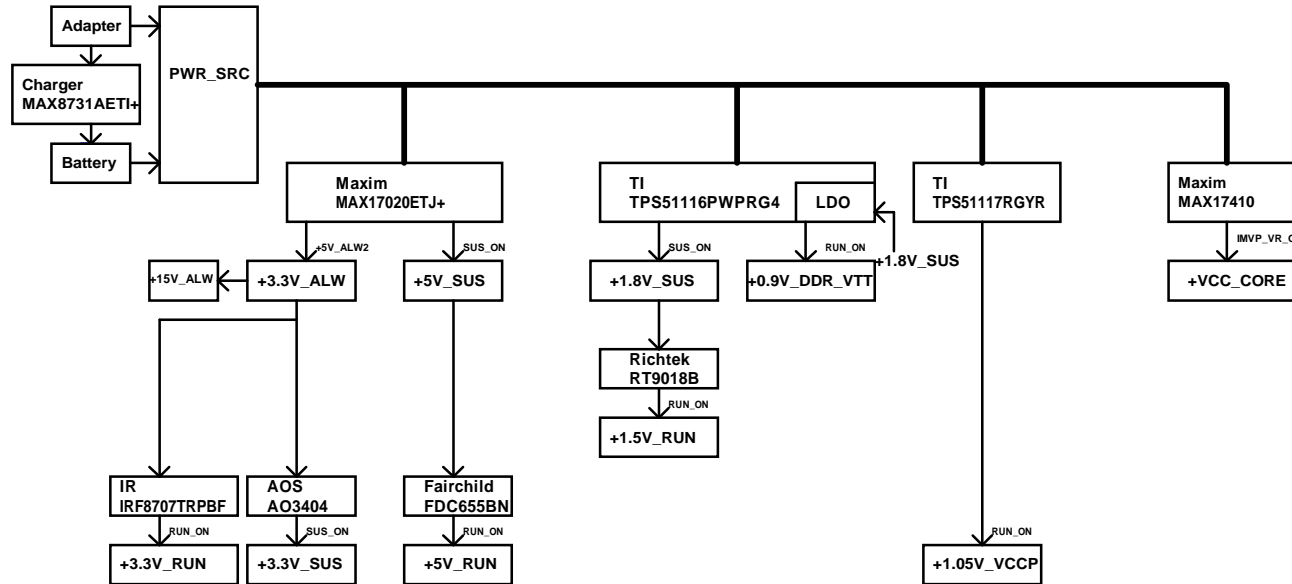 Adapter
PWR_SRC
Charger
MAX8731AETI+
Battery
Maxim
MAX17020ETJ+
TI
TPS51116PWPRG4
LDO
TI
TPS51117RGYR
Maxim
MAX17410
+5V_ALW2
SUS_ON
SUS_ON
RUN_ON
+1.8V_SUS
IMVP_VR_O
+15V_ALW
+3.3V_ALW
+5V_SUS
+1.8V_SUS
+0.9V_DDR_VTT
+VCC_CORE
Richtek
RT9018B
RUN_ON
+1.5V_RUN
IR
IRF8707TRPBF
AOS
AO3404
Fairchild
FDC655BN
RUN_ON
SUS_ON
RUN_ON
RUN_ON
+3.3V_RUN
+3.3V_SUS
+5V_RUN
+1.05V_VCCP